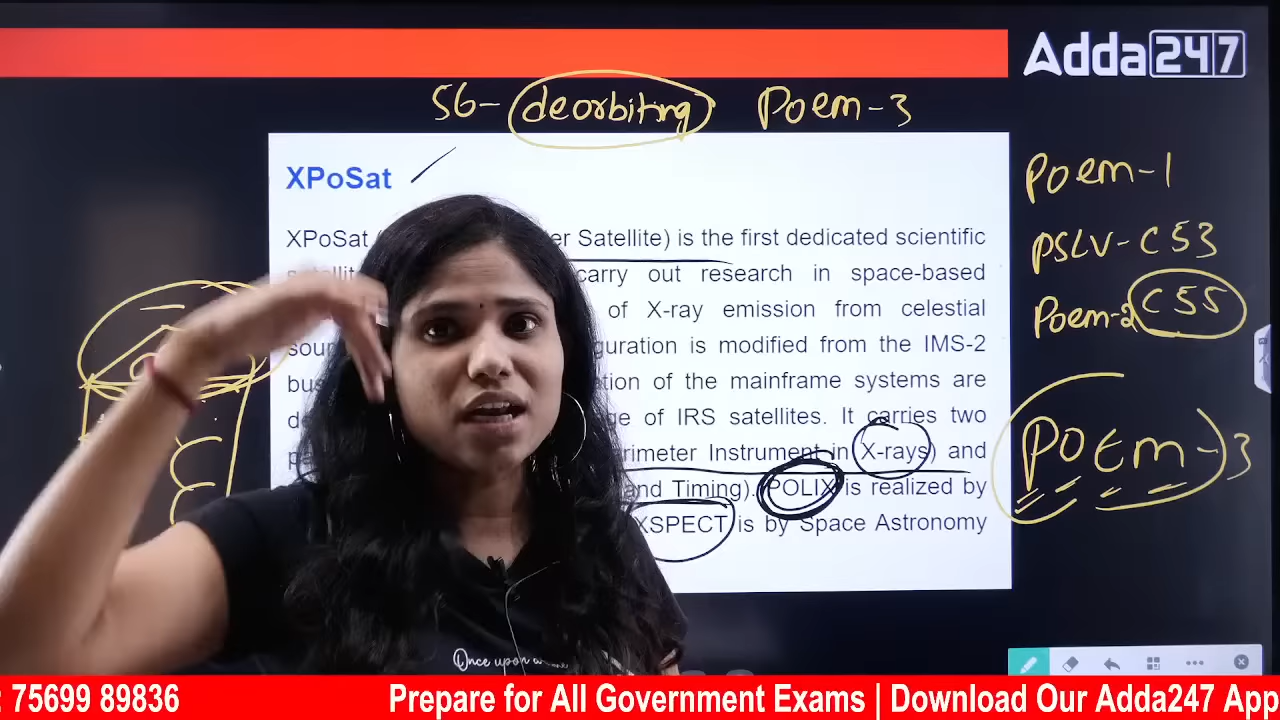 Adda247
56- deorbiting Poem-3
XPoSat
Poem-1
XPoSat er Satellite) is the first dedicated scientific
PSLV-C53
carry out research in space-based
of X-ray emission from celestial
Poem-2 C55
guration is modified from the IMS-2
tion of the mainframe systems are
ge of IRS satellites. It carries two
POEM-3
rimeter Instrument in X-rays) and
and Timing). POLIX is realized by
XSPECT is by Space Astronomy
Once upon a
: 75699 89836 Prepare for All Government Exams | Download Our Adda247 App